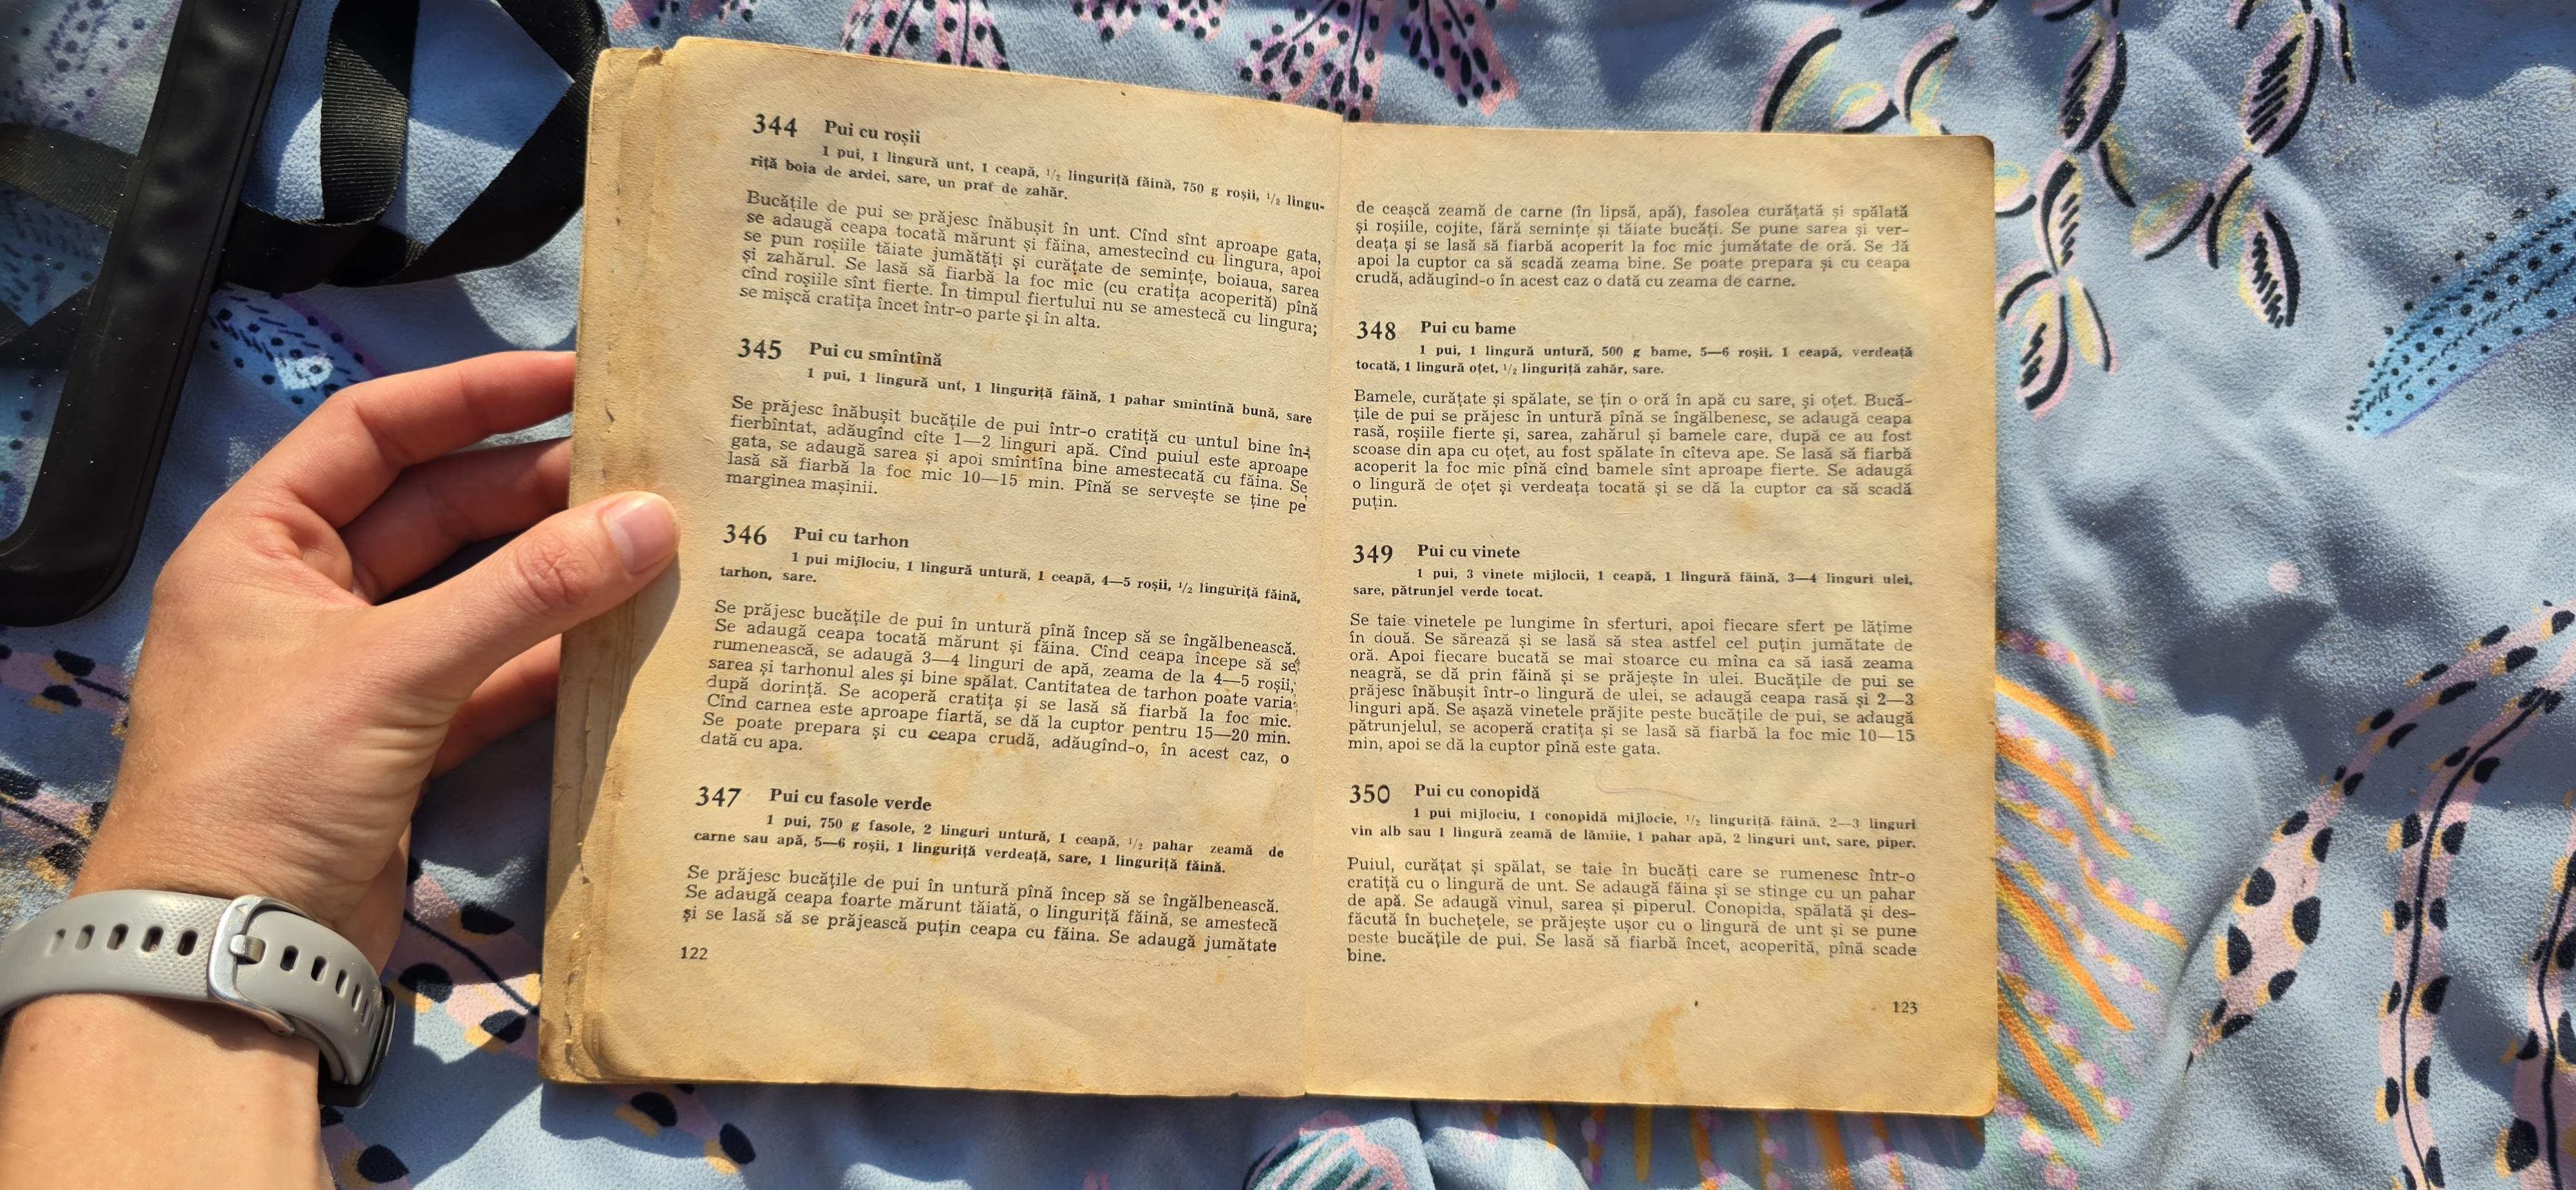 344 Pui cu roșii
1 pui, 1 lingură unt, 1 ceapă, 1/2 linguriță făină, 750 g roșii, 1/2 lingu-
riță boia de ardei, sare, un praf de zahăr.
Bucățile de pui se prăjesc înăbușit în unt. Cînd sînt aproape gata,
se adaugă ceapa tocată mărunt și făina, amestecînd cu lingura, apoi
se pun roșiile tăiate jumătăți și curățate de semințe, boiaua, sarea
și zahărul. Se lasă să fiarbă la foc mic (cu cratița acoperită) pînă
cînd roșiile sînt fierte. În timpul fiertului nu se amestecă cu lingura;
se mișcă cratița încet într-o parte și în alta.
345 Pui cu smîntînă
1 pui, 1 lingură unt, 1 linguriță făină, 1 pahar smîntînă bună, sare
Se prăjesc înăbușit bucățile de pui într-o cratiță cu untul bine în-
fierbîntat, adăugînd cîte 1—2 linguri apă. Cînd puiul este aproape
gata, se adaugă sarea și apoi smîntîna bine amestecată cu făina. Se
lasă să fiarbă la foc mic 10—15 min. Pînă se servește se ține pe
marginea mașinii.
346 Pui cu tarhon
1 pui mijlociu, 1 lingură untură, 1 ceapă, 4—5 roșii, 1/2 linguriță făină,
tarhon, sare.
Se prăjesc bucățile de pui în untură pînă încep să se îngălbenească.
Se adaugă ceapa tocată mărunt și făina. Cînd ceapa începe să se
rumenească, se adaugă 3—4 linguri de apă, zeama de la 4—5 roșii,
sarea și tarhonul ales și bine spălat. Cantitatea de tarhon poate varia
după dorință. Se acoperă cratița și se lasă să fiarbă la foc mic.
Cînd carnea este aproape fiartă, se dă la cuptor pentru 15—20 min.
Se poate prepara și cu ceapa crudă, adăugînd-o, în acest caz, o
dată cu apa.
347 Pui cu fasole verde
1 pui, 750 g fasole, 2 linguri untură, 1 ceapă, 1/2 pahar zeamă de
carne sau apă, 5—6 roșii, 1 linguriță verdeață, sare, 1 linguriță făină.
Se prăjesc bucățile de pui în untură pînă încep să se îngălbenească.
Se adaugă ceapa foarte mărunt tăiată, o linguriță făină, se amestecă
și se lasă să se prăjească puțin ceapa cu făina. Se adaugă jumătate
122
de ceașcă zeamă de carne (în lipsă, apă), fasolea curățată și spălată
și roșiile, cojite, fără semințe și tăiate bucăți. Se pune sarea și ver-
deața și se lasă să fiarbă acoperit la foc mic jumătate de oră. Se dă
apoi la cuptor ca să scadă zeama bine. Se poate prepara și cu ceapa
crudă, adăugînd-o în acest caz o dată cu zeama de carne.
348 Pui cu bame
1 pui, 1 lingură untură, 500 g bame, 5—6 roșii, 1 ceapă, verdeață
tocată, 1 lingură oțet, 1/2 linguriță zahăr, sare.
Bamele, curățate și spălate, se țin o oră în apă cu sare, și oțet. Bucă-
țile de pui se prăjesc în untură pînă se îngălbenesc, se adaugă ceapa
rasă, roșiile fierte și, sarea, zahărul și bamele care, după ce au fost
scoase din apa cu oțet, au fost spălate în cîteva ape. Se lasă să fiarbă
acoperit la foc mic pînă cînd bamele sînt aproape fierte. Se adaugă
o lingură de oțet și verdeața tocată și se dă la cuptor ca să scadă
puțin.
349 Pui cu vinete
1 pui, 3 vinete mijlocii, 1 ceapă, 1 lingură făină, 3—4 linguri ulei,
sare, pătrunjel verde tocat.
Se taie vinetele pe lungime în sferturi, apoi fiecare sfert pe lățime
în două. Se sărează și se lasă să stea astfel cel puțin jumătate de
oră. Apoi fiecare bucată se mai stoarce cu mîna ca să iasă zeama
neagră, se dă prin făină și se prăjește în ulei. Bucățile de pui se
prăjesc înăbușit într-o lingură de ulei, se adaugă ceapa rasă și 2—3
linguri apă. Se așază vinetele prăjite peste bucățile de pui, se adaugă
pătrunjelul, se acoperă cratița și se lasă să fiarbă la foc mic 10—15
min, apoi se dă la cuptor pînă este gata.
350 Pui cu conopidă
1 pui mijlociu, 1 conopidă mijlocie, 1/2 linguriță făină, 2—3 linguri
vin alb sau 1 lingură zeamă de lămîie, 1 pahar apă, 2 linguri unt, sare, piper.
Puiul, curățat și spălat, se taie în bucăți care se rumenesc într-o
cratiță cu o lingură de unt. Se adaugă făina și se stinge cu un pahar
de apă. Se adaugă vinul, sarea și piperul. Conopida, spălată și des-
făcută în buchețele, se prăjește ușor cu o lingură de unt și se pune
peste bucățile de pui. Se lasă să fiarbă încet, acoperită, pînă scade
bine.
123